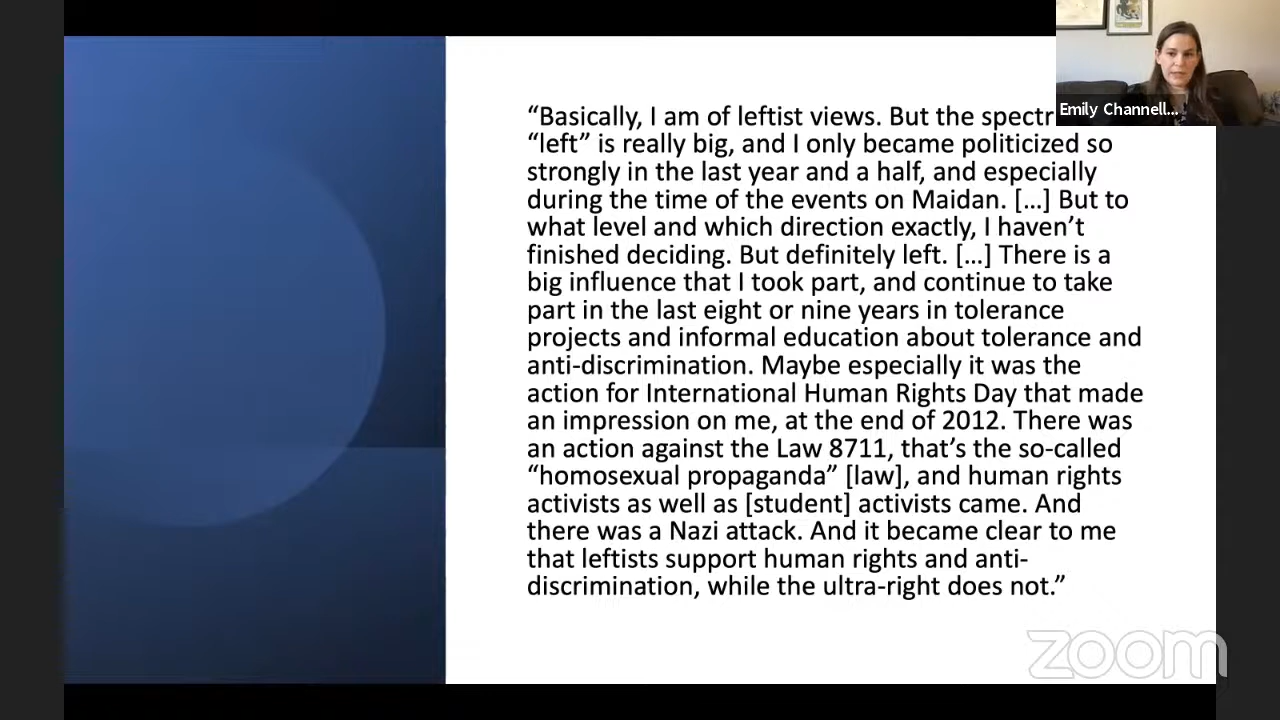 Emily Channell...
“Basically, I am of leftist views. But the spectr
“left” is really big, and I only became politicized so
strongly in the last year and a half, and especially
during the time of the events on Maidan. […] But to
what level and which direction exactly, I haven’t
finished deciding. But definitely left. […] There is a
big influence that I took part, and continue to take
part in the last eight or nine years in tolerance
projects and informal education about tolerance and
anti-discrimination. Maybe especially it was the
action for International Human Rights Day that made
an impression on me, at the end of 2012. There was
an action against the Law 8711, that’s the so-called
“homosexual propaganda” [law], and human rights
activists as well as [student] activists came. And
there was a Nazi attack. And it became clear to me
that leftists support human rights and anti-
discrimination, while the ultra-right does not.”
zoom